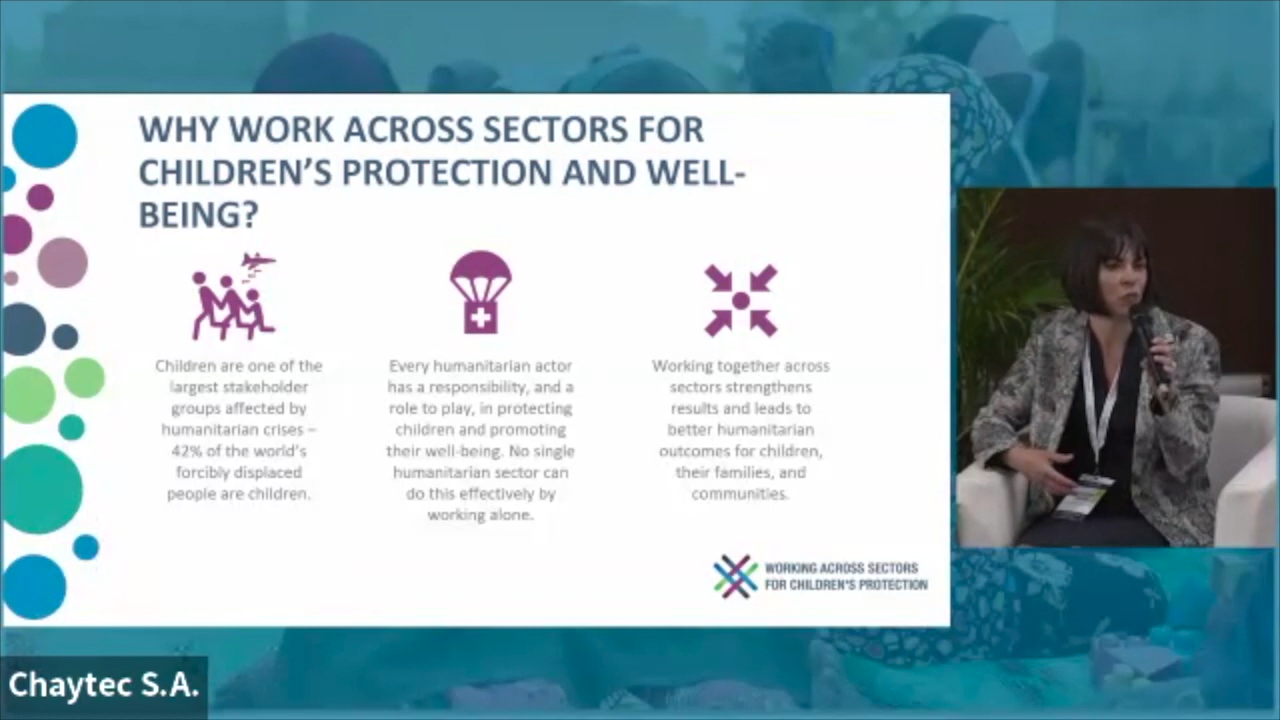 WHY WORK ACROSS SECTORS FOR
CHILDREN'S PROTECTION AND WELL-
BEING?
Children are one of the
largest stakeholder
groups affected by
humanitarian crises –
42% of the world's
forcibly displaced
people are children.
Every humanitarian actor
has a responsibility, and a
role to play, in protecting
children and promoting
their well-being. No single
humanitarian sector can
do this effectively by
working alone.
Working together across
sectors strengthens
results and leads to
better humanitarian
outcomes for children,
their families, and
communities.
WORKING ACROSS SECTORS
FOR CHILDREN'S PROTECTION
Chaytec S.A.